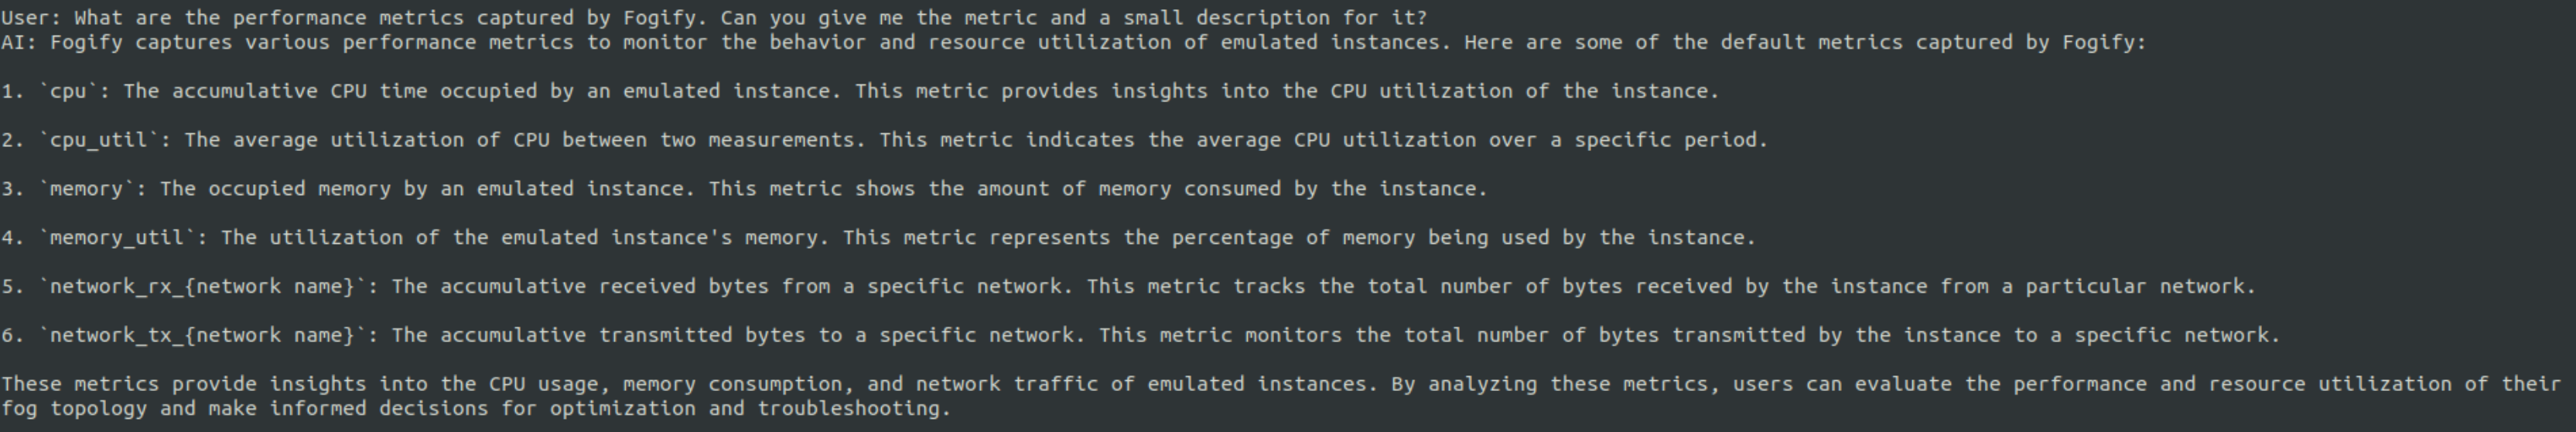 User: What are the performance metrics captured by Fogify. Can you give me the metric and a small description for it?
AI: Fogify captures various performance metrics to monitor the behavior and resource utilization of emulated instances. Here are some of the default metrics captured by Fogify:
1. `cpu`: The accumulative CPU time occupied by an emulated instance. This metric provides insights into the CPU utilization of the instance.
2. `cpu_util`: The average utilization of CPU between two measurements. This metric indicates the average CPU utilization over a specific period.
3. `memory`: The occupied memory by an emulated instance. This metric shows the amount of memory consumed by the instance.
4. `memory_util`: The utilization of the emulated instance's memory. This metric represents the percentage of memory being used by the instance.
5. `network_rx_{network name}`: The accumulative received bytes from a specific network. This metric tracks the total number of bytes received by the instance from a particular network.
6. `network_tx_{network name}`: The accumulative transmitted bytes to a specific network. This metric monitors the total number of bytes transmitted by the instance to a specific network.
These metrics provide insights into the CPU usage, memory consumption, and network traffic of emulated instances. By analyzing these metrics, users can evaluate the performance and resource utilization of their
fog topology and make informed decisions for optimization and troubleshooting.